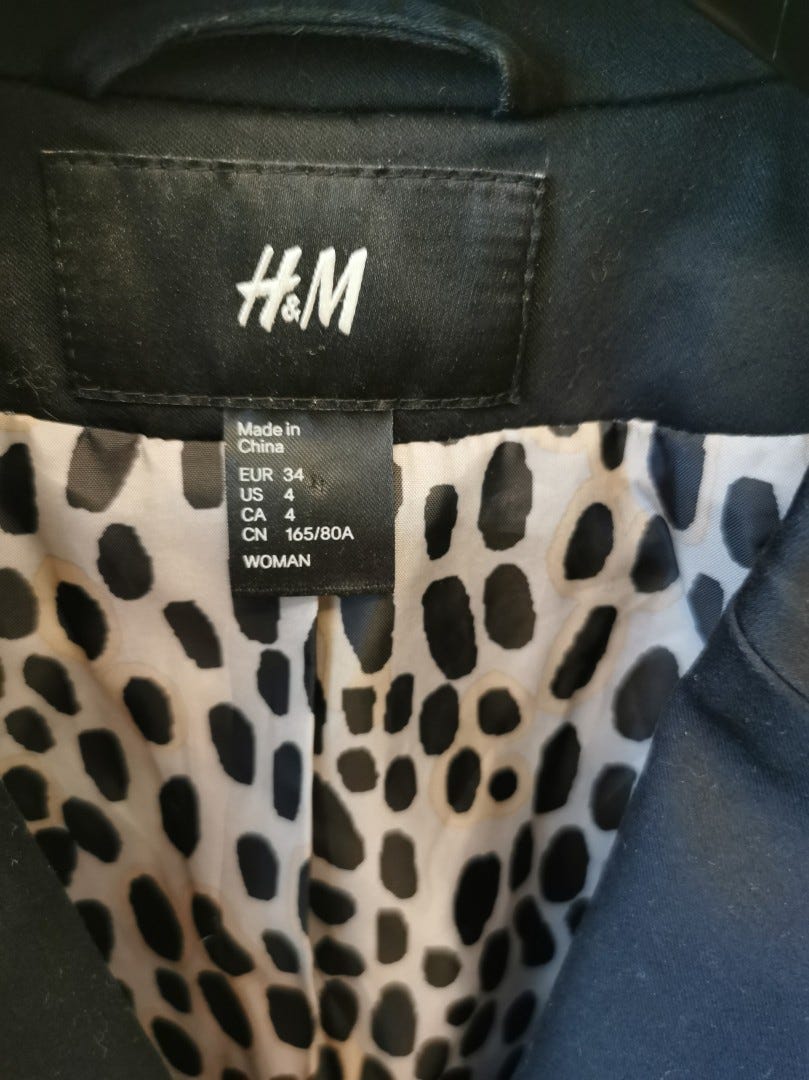 H&M
Made in
China
EUR 34
US 4
CA 4
CN 165/80A
WOMAN